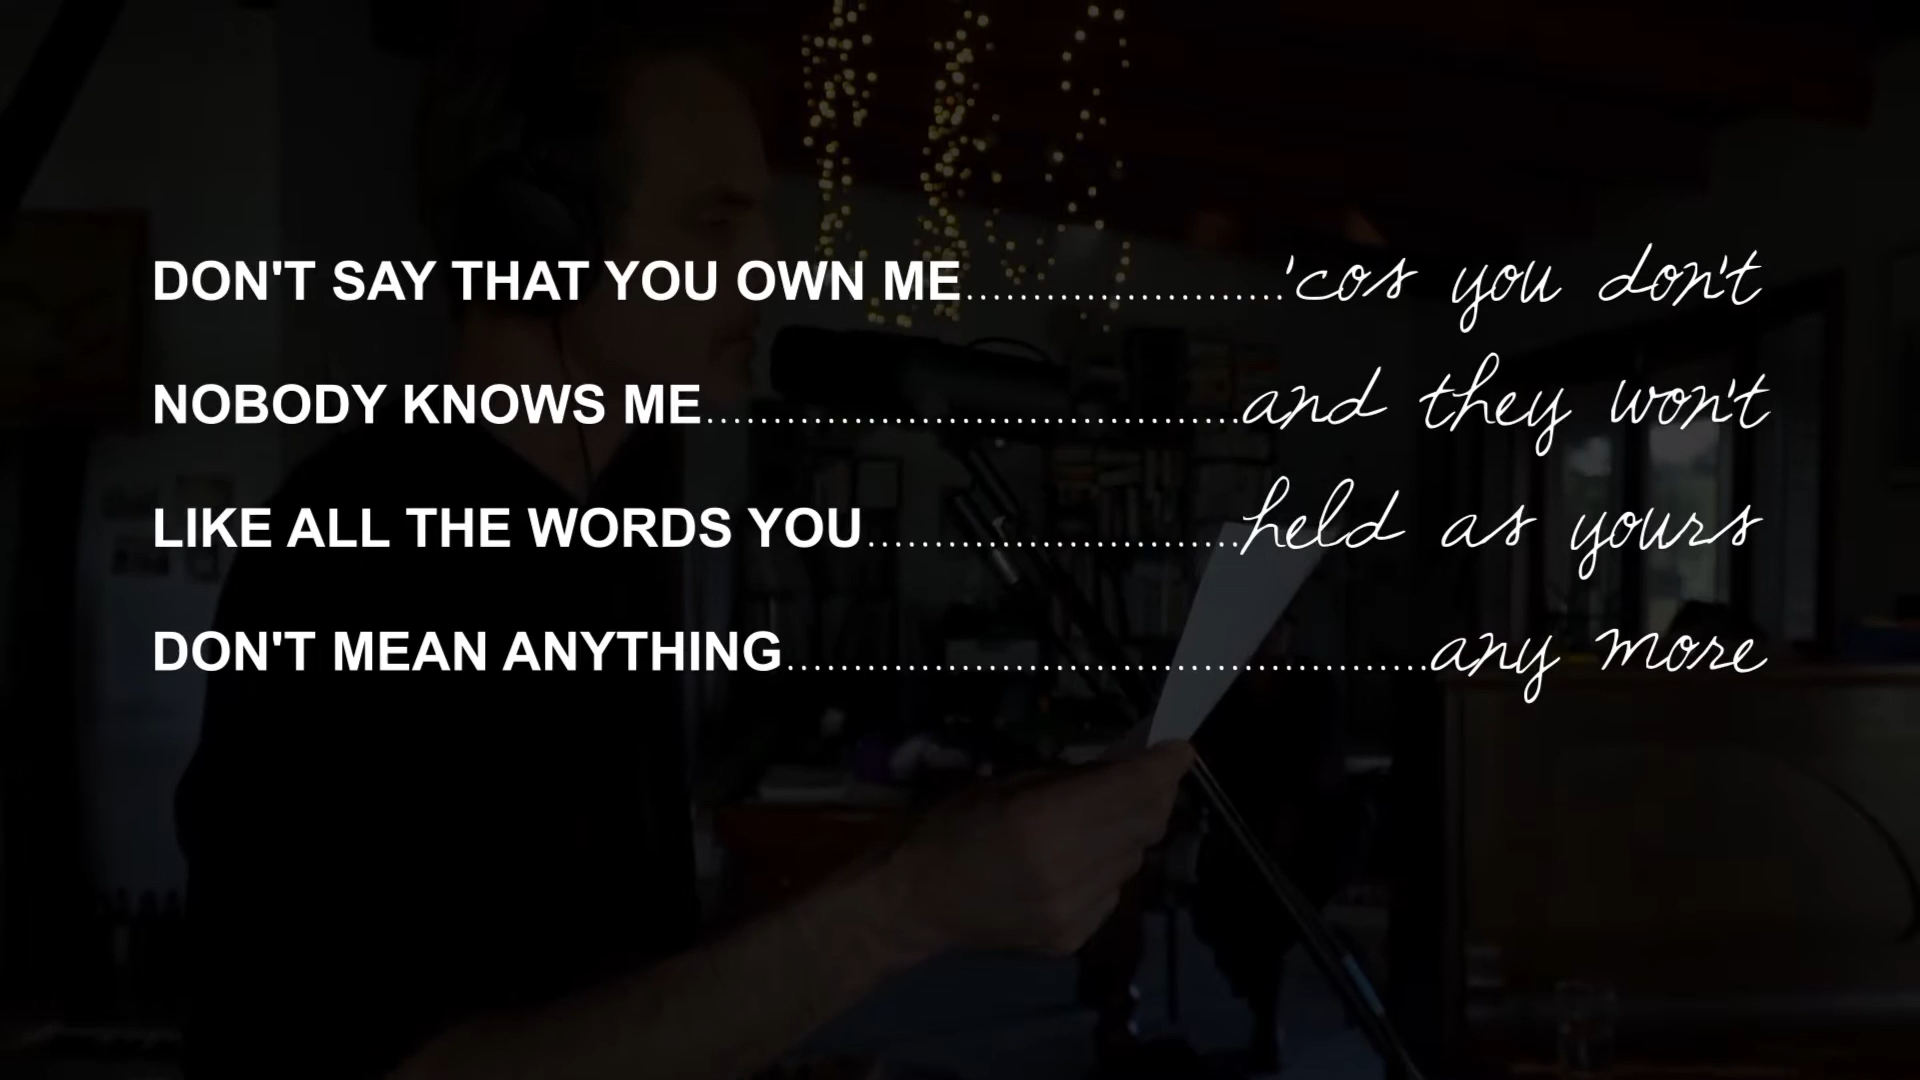 DON'T SAY THAT YOU OWN ME........................'cos you don't
NOBODY KNOWS ME........................................and they won't
LIKE ALL THE WORDS YOU............................held as yours
DON'T MEAN ANYTHING................................................any more